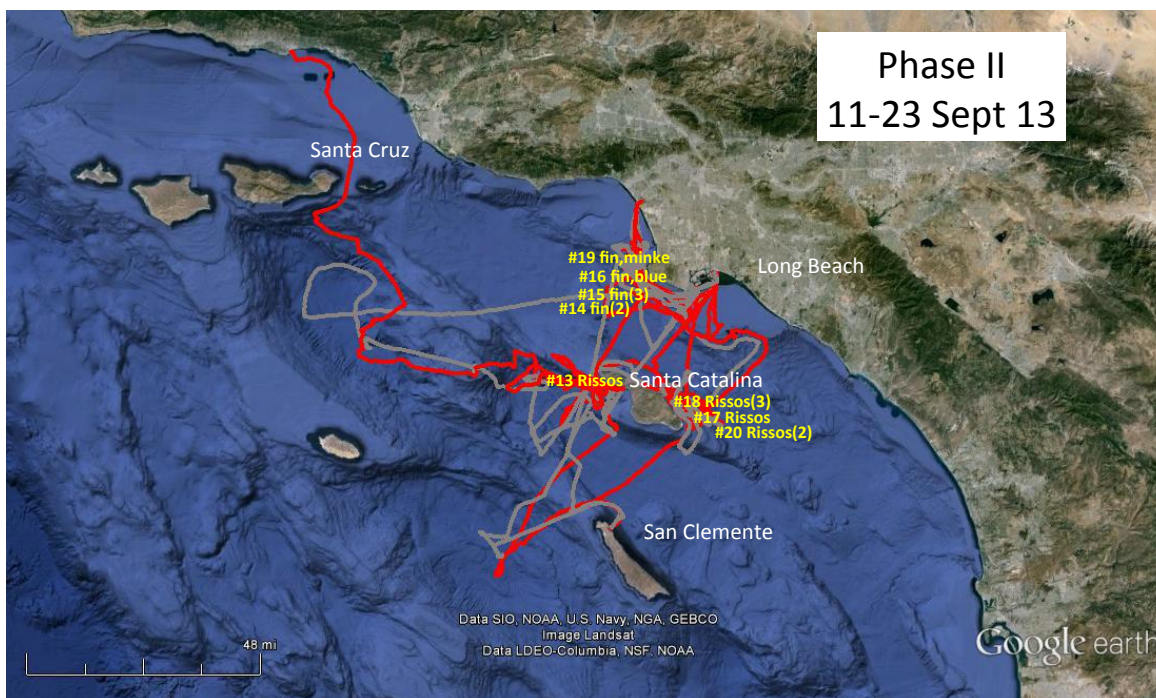 Phase II
11-23 Sept 13
Santa Cruz
#19 fin,minke
#16 fin,blue
Long Beach
#15 fin(3)
#14 fin(2)
#13 Rissos
Santa Catalina
#18 Rissos(3)
#17 Rissos
#20 Rissos(2)
San Clemente
Data SIO, NOAA, U.S. Navy, NGA, GEBCO
Image Landsat
Data LDEO-Columbia, NSF, NOAA
48 mi
Google earth